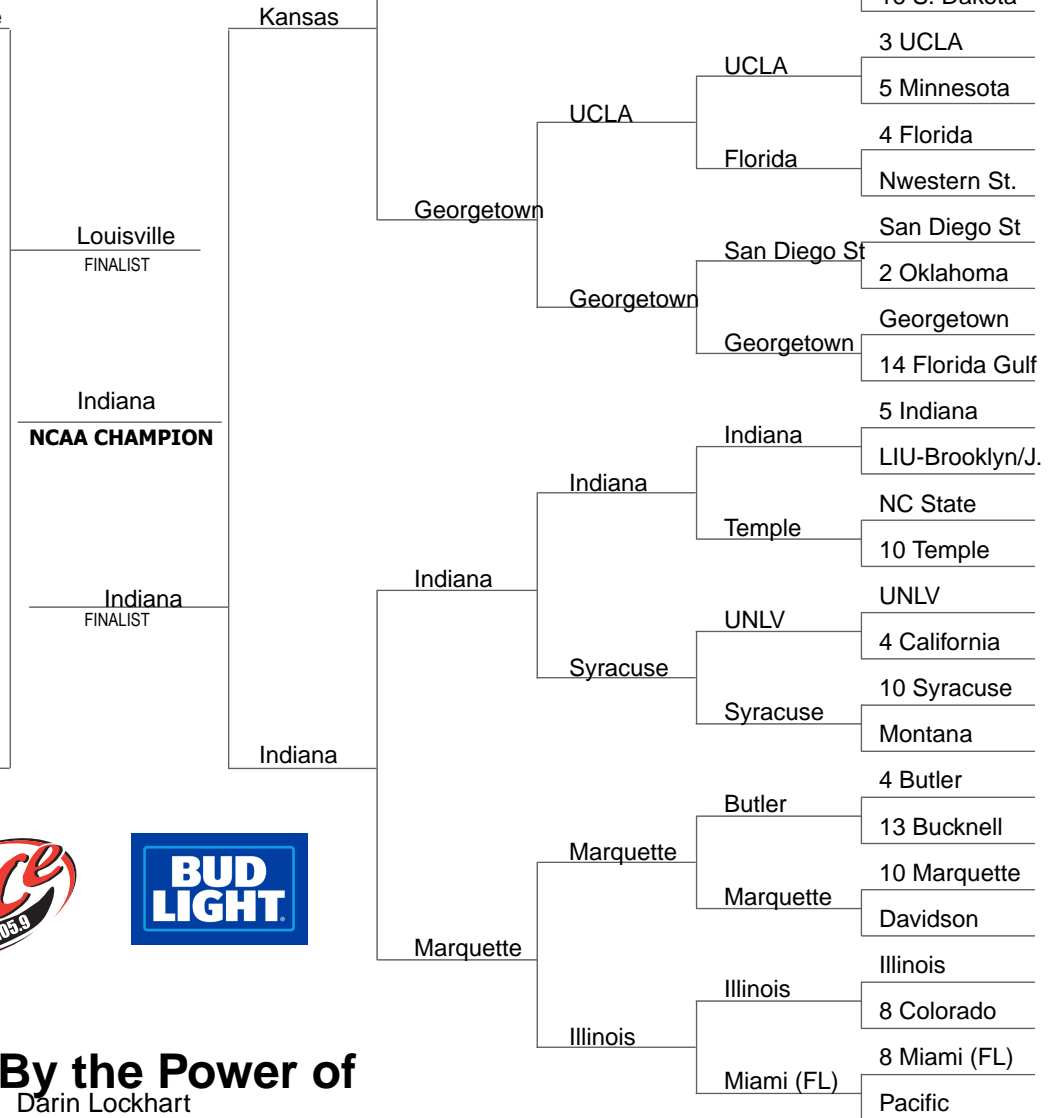 Kansas
UCLA
Georgetown
UCLA
Florida
San Diego St
Georgetown
3 UCLA
5 Minnesota
4 Florida
Nwestern St.
San Diego St
2 Oklahoma
Georgetown
14 Florida Gulf
Georgetown
Louisville
FINALIST
Indiana
NCAA CHAMPION
Indiana
FINALIST
Indiana
Indiana
Indiana
Syracuse
Indiana
Temple
UNLV
Syracuse
5 Indiana
LIU-Brooklyn/J.
NC State
10 Temple
UNLV
4 California
10 Syracuse
Montana
Marquette
Marquette
Illinois
Butler
Marquette
Illinois
Miami (FL)
4 Butler
13 Bucknell
10 Marquette
Davidson
Illinois
8 Colorado
8 Miami (FL)
Pacific
105.9
BUD
LIGHT
By the Power of
Darin Lockhart